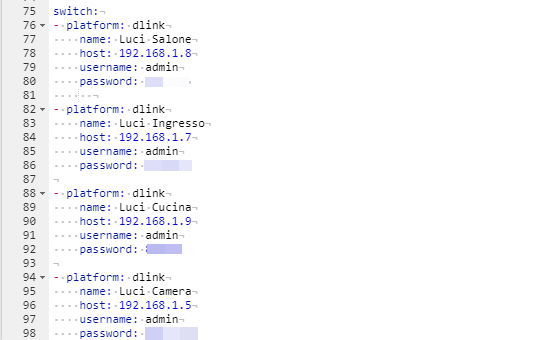 75 switch:
76 - platform: dlink
77 name: Luci Salone
78 host: 192.168.1.8
79 username: admin
80 password:
81
82 - platform: dlink
83 name: Luci Ingresso
84 host: 192.168.1.7
85 username: admin
86 password:
87
88 - platform: dlink
89 name: Luci Cucina
90 host: 192.168.1.9
91 username: admin
92 password:
93
94 - platform: dlink
95 name: Luci Camera
96 host: 192.168.1.5
97 username: admin
98 password: